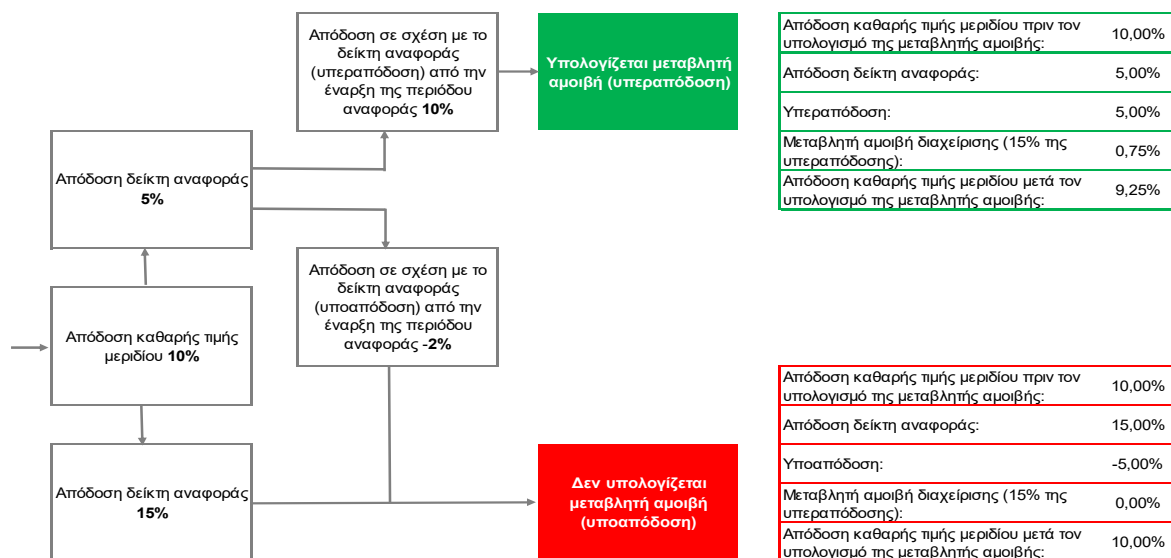 Απόδοση σε σχέση με το
δείκτη αναφοράς
(υπεραπόδοση) από την
έναρξη της περιόδου
αναφοράς 10%
Υπολογίζεται μεταβλητή
αμοιβή (υπεραπόδοση)
Απόδοση καθαρής τιμής μεριδίου πριν τον
υπολογισμό της μεταβλητής αμοιβής:
10,00%
Απόδοση δείκτη αναφοράς:
5,00%
Υπεραπόδοση:
5,00%
Μεταβλητή αμοιβή διαχείρισης (15% της
υπεραπόδοσης):
0,75%
Απόδοση καθαρής τιμής μεριδίου μετά τον
υπολογισμό της μεταβλητής αμοιβής:
9,25%
Απόδοση δείκτη αναφοράς
5%
Απόδοση σε σχέση με το
δείκτη αναφοράς
(υποαπόδοση) από την
έναρξη της περιόδου
αναφοράς -2%
Απόδοση καθαρής τιμής
μεριδίου 10%
Απόδοση δείκτη αναφοράς
15%
Δεν υπολογίζεται
μεταβλητή αμοιβή
(υποαπόδοση)
Απόδοση καθαρής τιμής μεριδίου πριν τον
υπολογισμό της μεταβλητής αμοιβής:
10,00%
Απόδοση δείκτη αναφοράς:
15,00%
Υποαπόδοση:
-5,00%
Μεταβλητή αμοιβή διαχείρισης (15% της
υπεραπόδοσης):
0,00%
Απόδοση καθαρής τιμής μεριδίου μετά τον
υπολογισμό της μεταβλητής αμοιβής:
10,00%